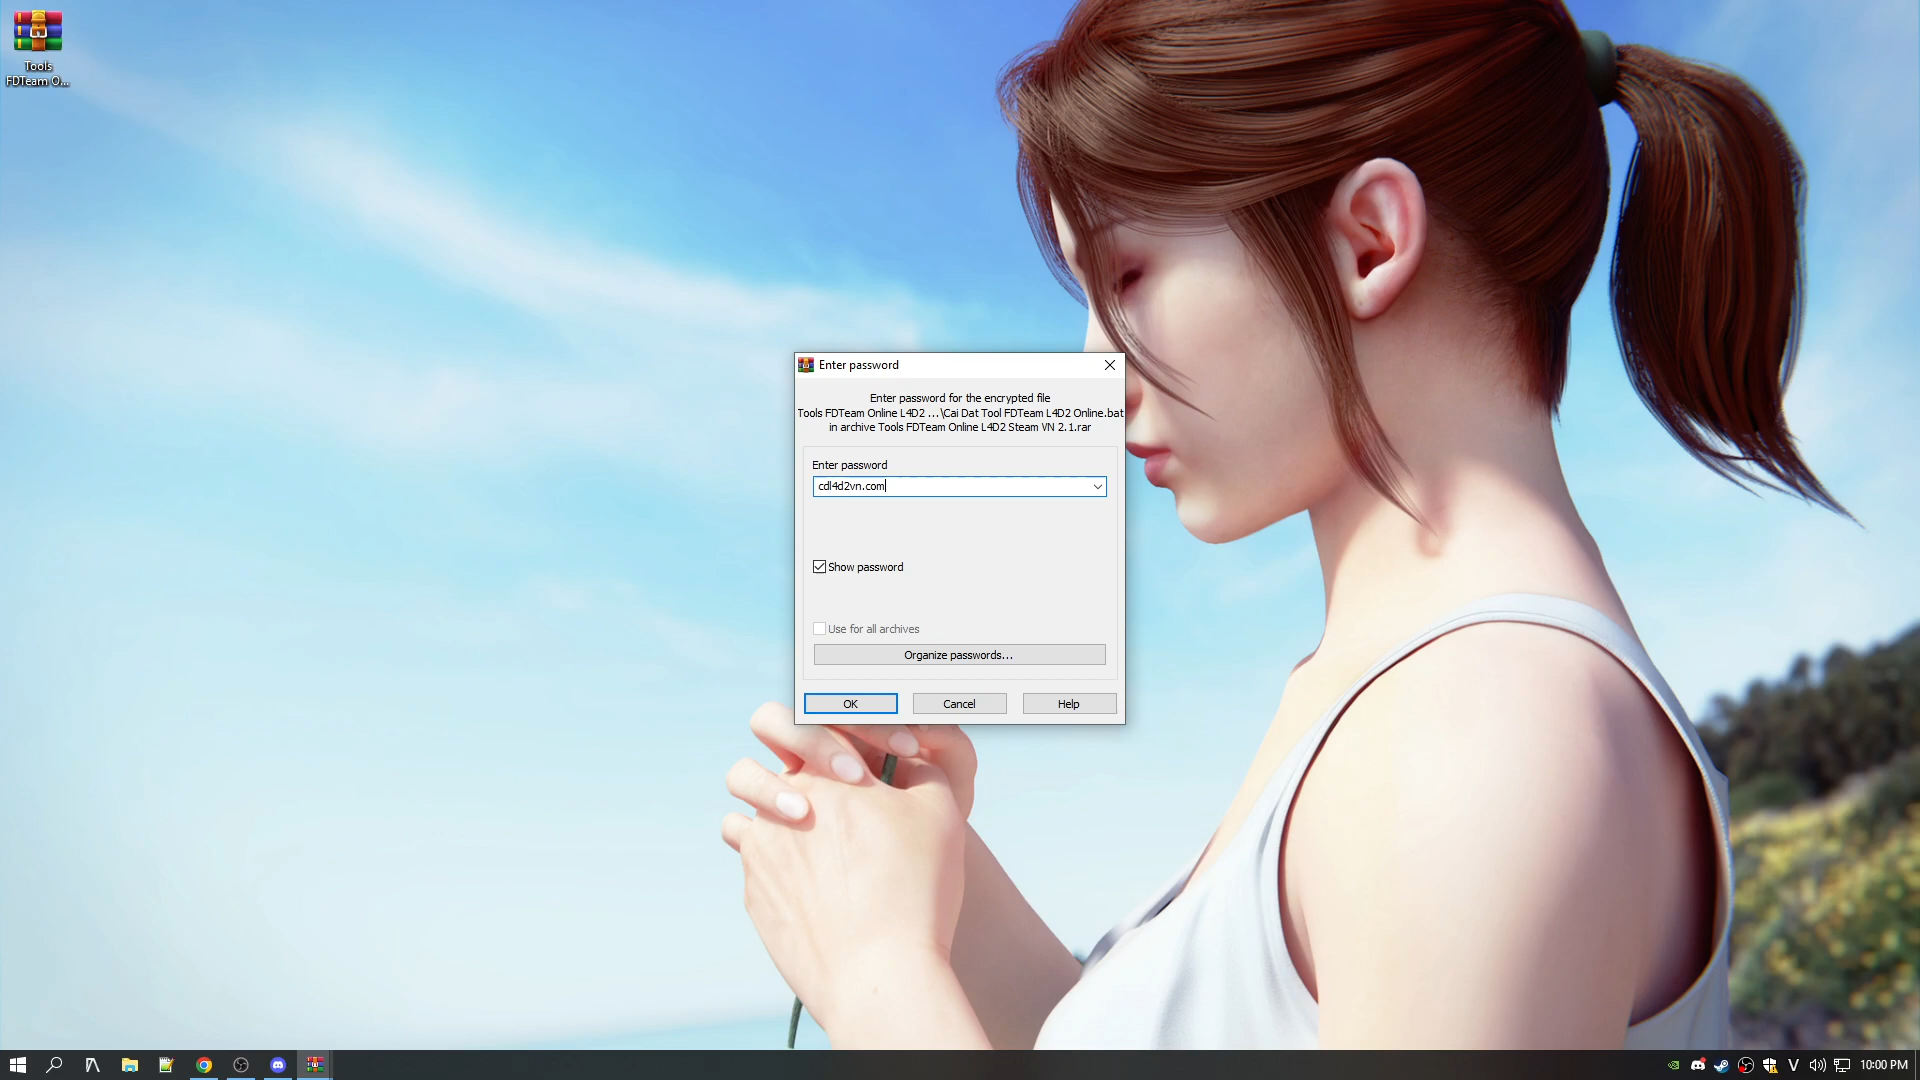 Tools
FDTeam O...
Enter password
Enter password for the encrypted file
Tools FDTeam Online L4D2 ...\Cai Dat Tool FDTeam L4D2 Online.bat
in archive Tools FDTeam Online L4D2 Steam VN 2.1.rar
Enter password
cdl4d2vn.com
Show password
Use for all archives
Organize passwords...
OK
Cancel
Help
V
10:00 PM